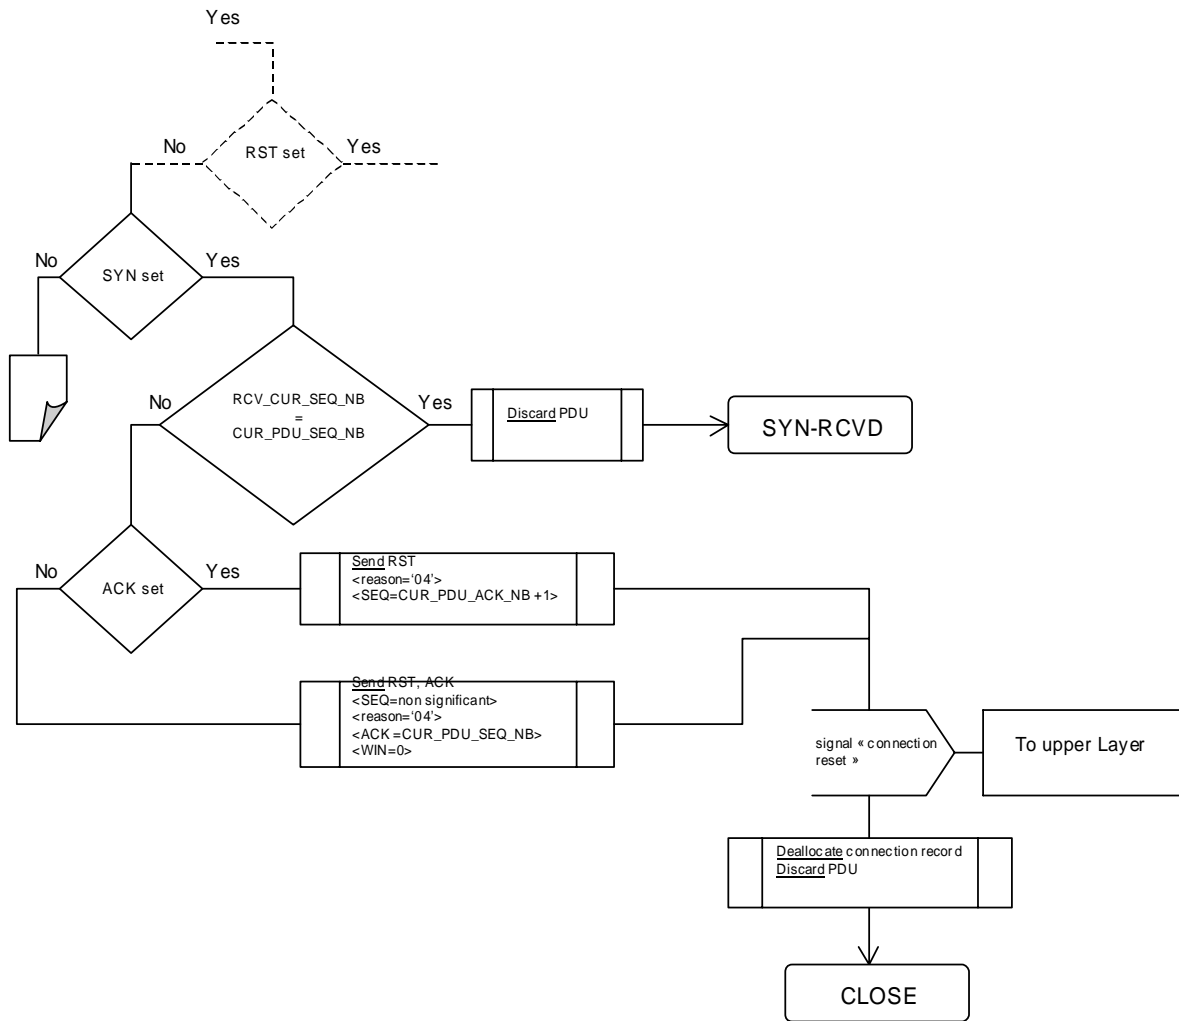 Yes
No
Yes
RST set
No
Yes
SYN set
No
RCV_CUR_SEQ_NB
=
CUR_PDU_SEQ_NB
Yes
Discard PDU
SYN-RCVD
No
ACK set
Yes
Send RST
<reason='04'>
<SEQ=CUR_PDU_ACK_NB +1>
Send RST, ACK
<SEQ=non significant>
<reason='04'>
<ACK =CUR_PDU_SEQ_NB>
<WIN=0>
signal « connection
reset »
To upper Layer
Deallocate connection record
Discard PDU
CLOSE